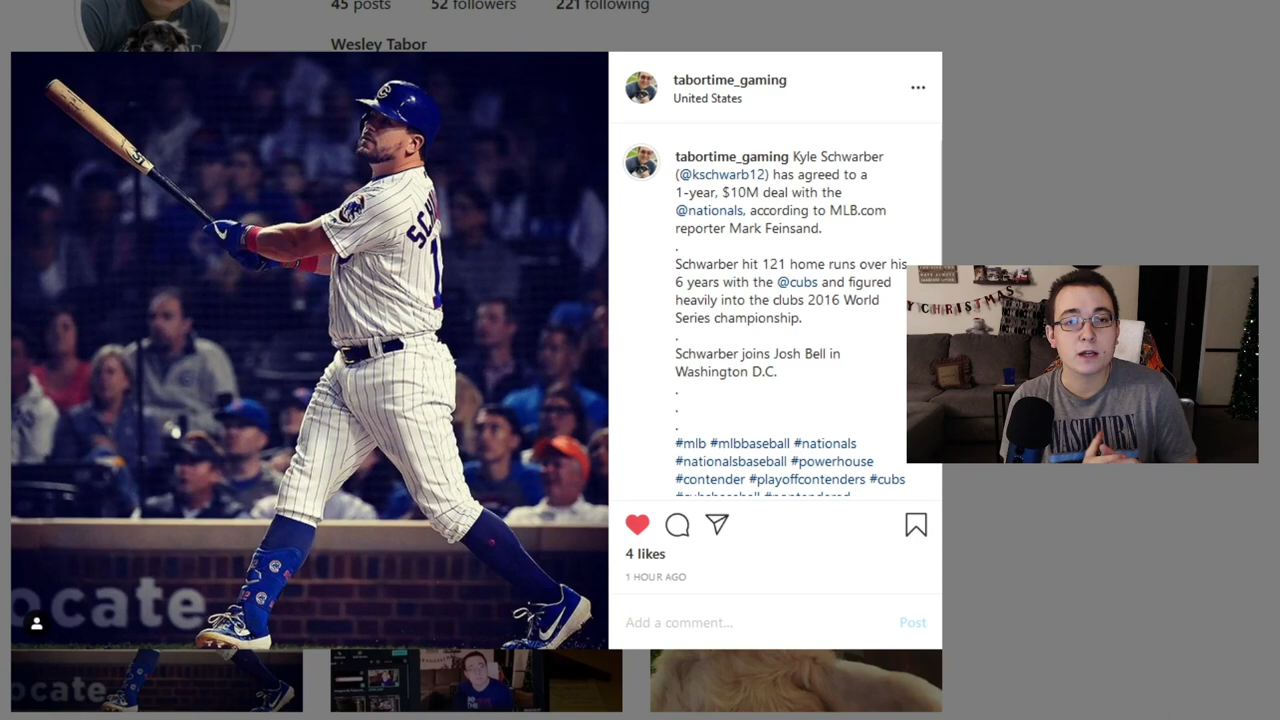 45 posts 52 followers 221 following
Wesley Tabor
tabortime_gaming
United States
tabortime_gaming Kyle Schwarber
(@kschwarb12) has agreed to a
1-year, $10M deal with the
@nationals, according to MLB.com
reporter Mark Feinsand.
.
Schwarber hit 121 home runs over his
6 years with the @cubs and figured
heavily into the clubs 2016 World
Series championship.
.
Schwarber joins Josh Bell in
Washington D.C.
.
.
.
#mlb #mlbbaseball #nationals
#nationalsbaseball #powerhouse
#contender #playoffcontenders #cubs
4 likes
1 HOUR AGO
Add a comment... Post
C
SCH
1
ocate
ocate
Y CHRISTMAS
WASHBURN